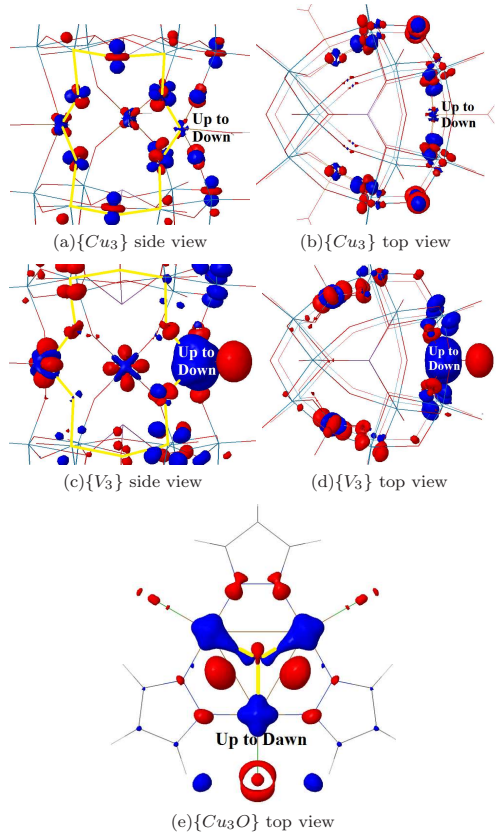 Up to
Down
Up to
Down
(a){Cu₃} side view
(b){Cu₃} top view
Up to
Down
Up to
Down
(c){V₃} side view
(d){V₃} top view
Up to Dawn
(e){Cu₃O} top view